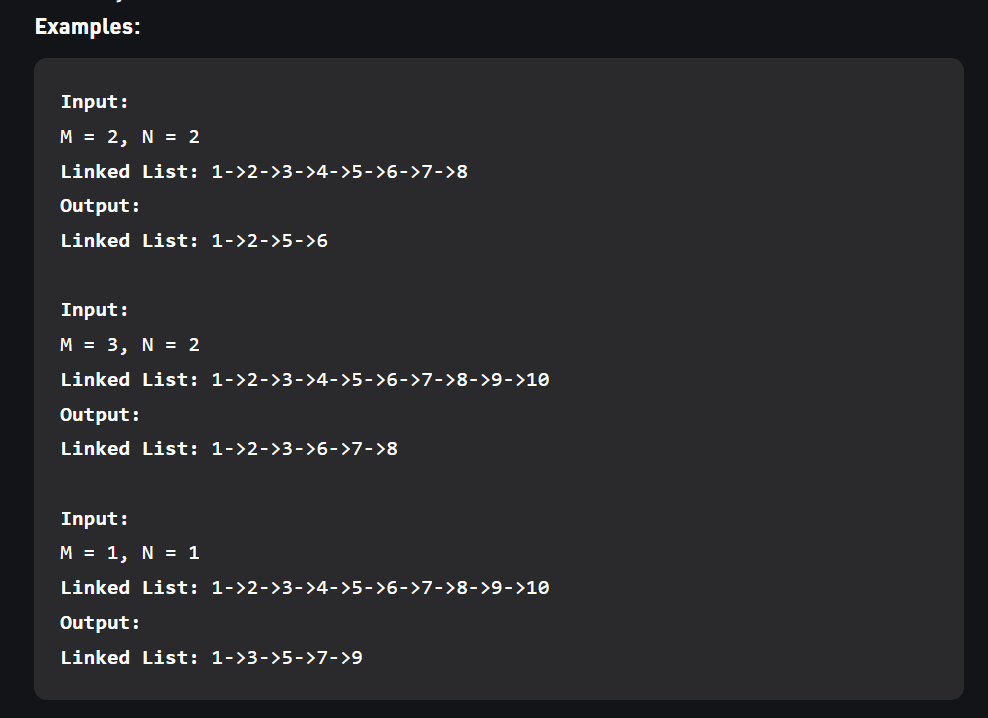 Examples:
Input:
M = 2, N = 2
Linked List: 1->2->3->4->5->6->7->8
Output:
Linked List: 1->2->5->6
Input:
M = 3, N = 2
Linked List: 1->2->3->4->5->6->7->8->9->10
Output:
Linked List: 1->2->3->6->7->8
Input:
M = 1, N = 1
Linked List: 1->2->3->4->5->6->7->8->9->10
Output:
Linked List: 1->3->5->7->9